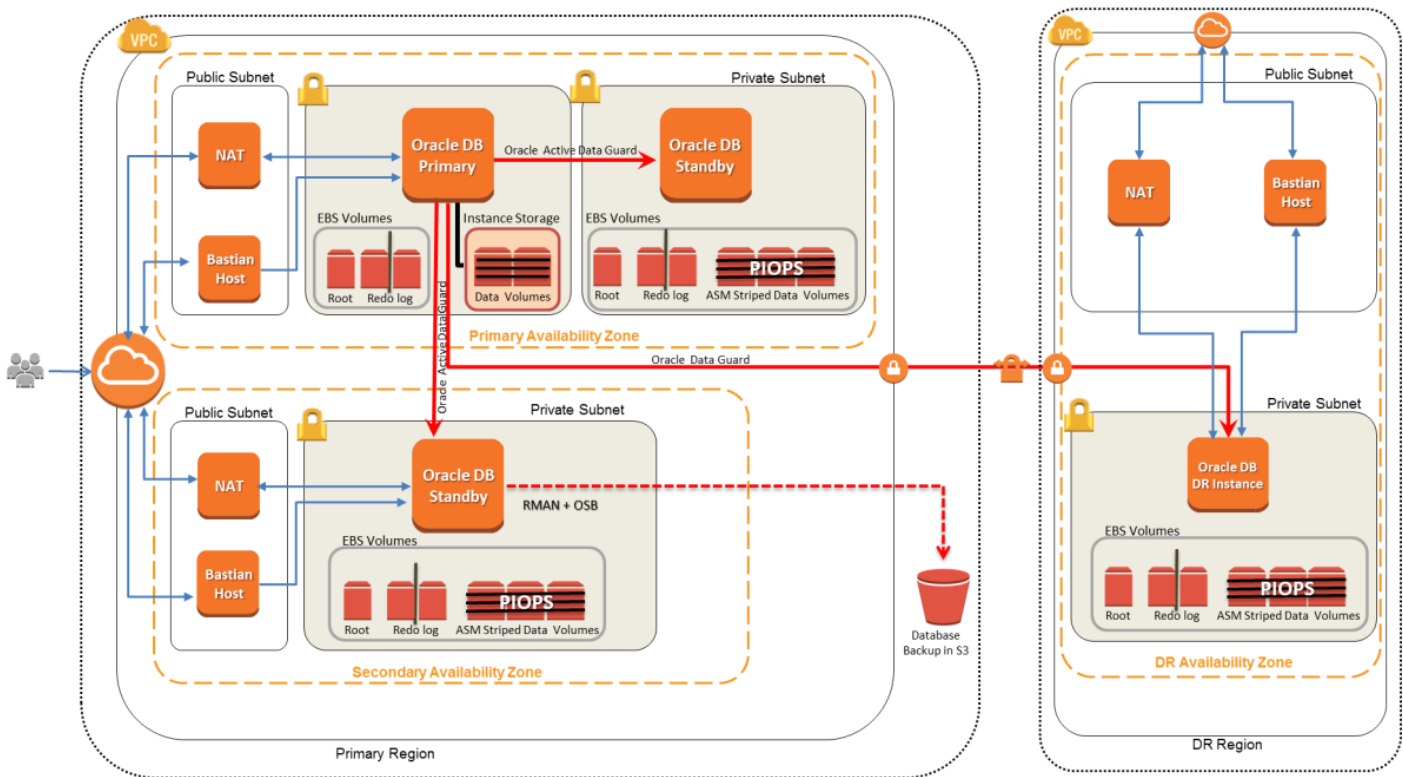 VPC
Public Subnet
Private Subnet
NAT
Oracle DB
Primary
Oracle Active Data Guard
Oracle DB
Standby
EBS Volumes
Instance Storage
EBS Volumes
Bastian
Host
Root
Redo log
Data Volumes
Root
Redo log
PIOPS
ASM Striped Data Volumes
Primary Availability Zone
Oracle Active Data Guard
Oracle Data Guard
Public Subnet
Private Subnet
NAT
Oracle DB
Standby
RMAN + OSB
Bastian
Host
EBS Volumes
Root
Redo log
PIOPS
ASM Striped Data Volumes
Secondary Availability Zone
Database
Backup in S3
Primary Region
VPC
Public Subnet
NAT
Bastian
Host
Private Subnet
Oracle DB
DR Instance
EBS Volumes
Root
Redo log
PIOPS
ASM Striped Data Volumes
DR Availability Zone
DR Region